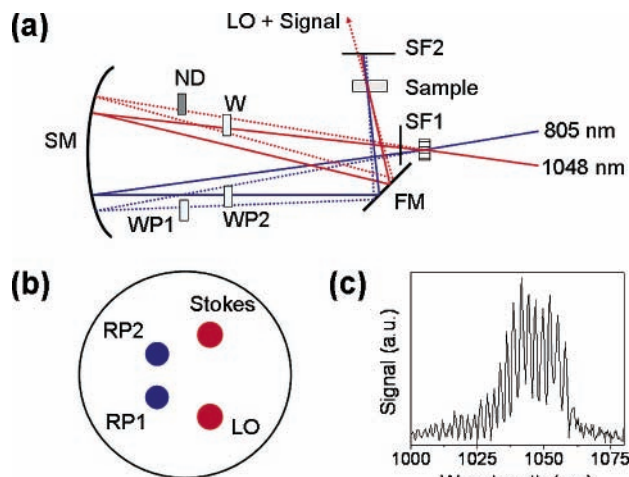 (a)
LO + Signal
SF2
ND
W
Sample
SF1
SM
805 nm
1048 nm
WP1
WP2
FM
(b)
Stokes
RP2
RP1
LO
(c)
Signal (a.u.)
1000
1025
1050
1075